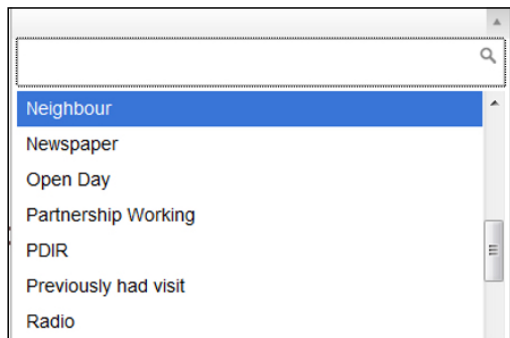 Neighbour
Newspaper
Open Day
Partnership Working
PDIR
Previously had visit
Radio